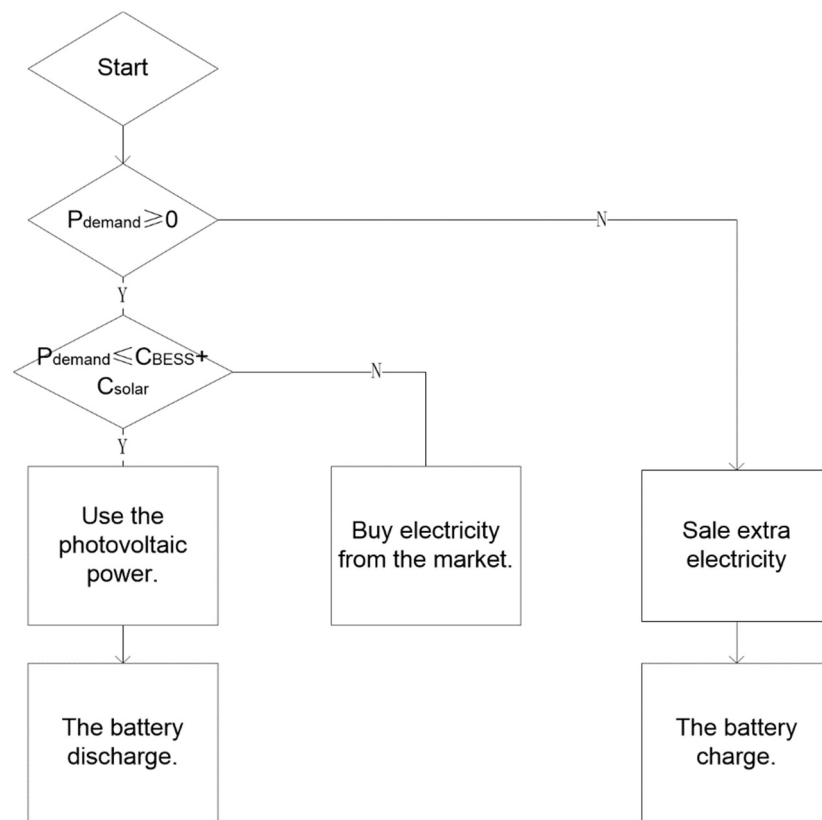 Start
Pdemand⩾0
N
Y
Pdemand⩽CBESS+
Csolar
N
Y
Use the
photovoltaic
power.
Buy electricity
from the market.
Sale extra
electricity
The battery
discharge.
The battery
charge.